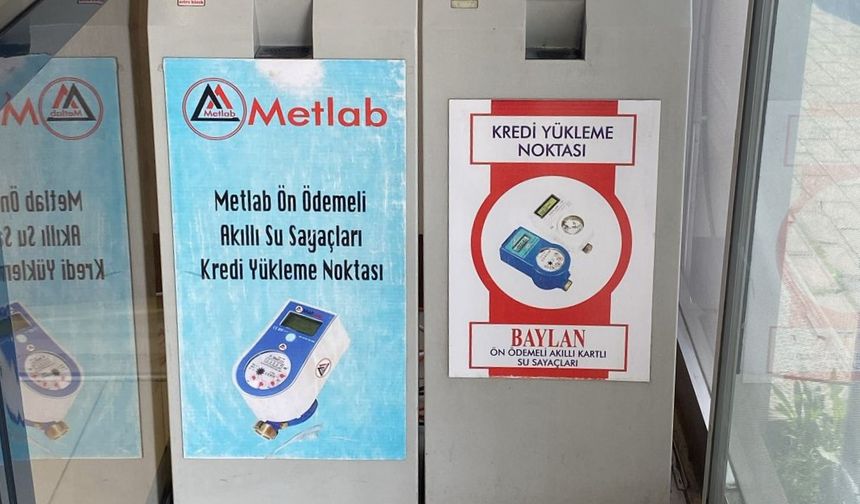 Metlab
Metlab
Metlab Ön Ödemeli
Akıllı Su Sayaçları
Kredi Yükleme Noktası
KREDİ YÜKLEME
NOKTASI
BAYLAN
ÖN ÖDEMELİ AKILLI KARTLI
SU SAYAÇLARI